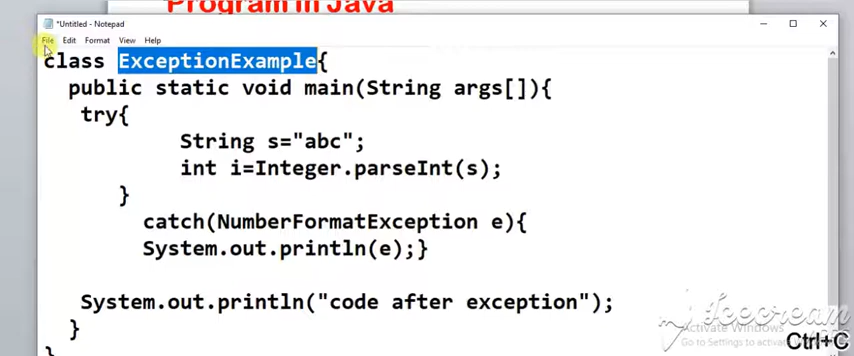 Program in Java
*Untitled - Notepad
File Edit Format View Help
class ExceptionExample{
public static void main(String args[]){
try{
String s="abc";
int i=Integer.parseInt(s);
}
catch(NumberFormatException e){
System.out.println(e);}
System.out.println("code after exception");
}
}
Icecream
Activate Windows
Go to Settings to activate
Ctrl+C